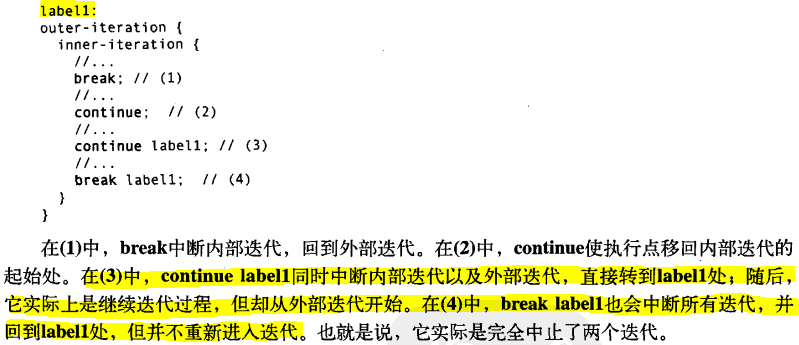 label1:
outer-iteration {
inner-iteration {
//...
break; // (1)
//...
continue; // (2)
//...
continue label1; // (3)
//...
break label1; // (4)
}
}
在(1)中，break中断内部迭代，回到外部迭代。在(2)中，continue使执行点移回内部迭代的
起始处。在(3)中，continue label1同时中断内部迭代以及外部迭代，直接转到label1处；随后，
它实际上是继续迭代过程，但却从外部迭代开始。在(4)中，break label1也会中断所有迭代，并
回到label1处，但并不重新进入迭代。也就是说，它实际是完全中止了两个迭代。